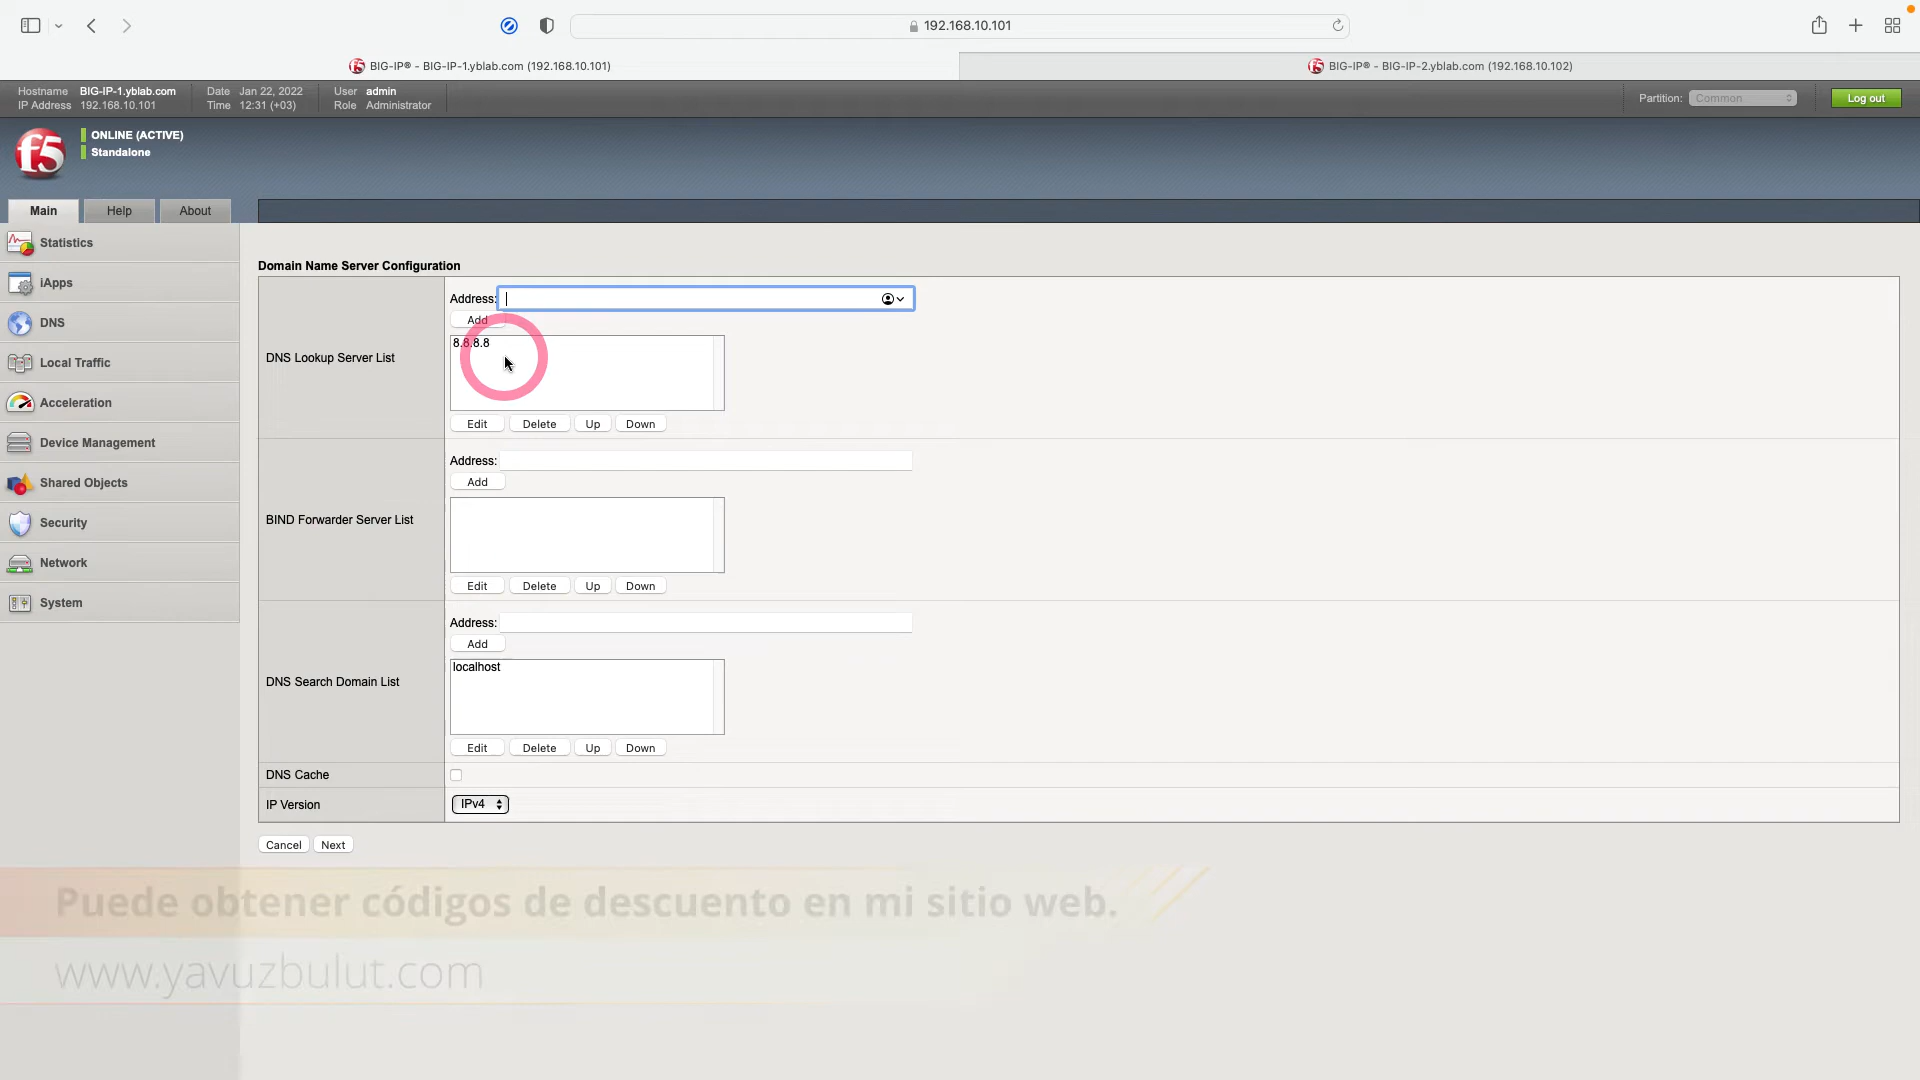 192.168.10.101
BIG-IP® - BIG-IP-1.yblab.com (192.168.10.101)
BIG-IP® - BIG-IP-2.yblab.com (192.168.10.102)
Hostname BIG-IP-1.yblab.com Date Jan 22, 2022 User admin
IP Address 192.168.10.101 Time 12:31 (+03) Role Administrator
Partition: Common Log out
f5
ONLINE (ACTIVE)
Standalone
Main Help About
Statistics
iApps
DNS
Local Traffic
Acceleration
Device Management
Shared Objects
Security
Network
System
Domain Name Server Configuration
DNS Lookup Server List
Address:
Add
8.8.8.8
Edit Delete Up Down
BIND Forwarder Server List
Address:
Add
Edit Delete Up Down
DNS Search Domain List
Address:
Add
localhost
Edit Delete Up Down
DNS Cache
IP Version IPv4
Cancel Next
Puede obtener códigos de descuento en mi sitio web.
www.yavuzbulut.com